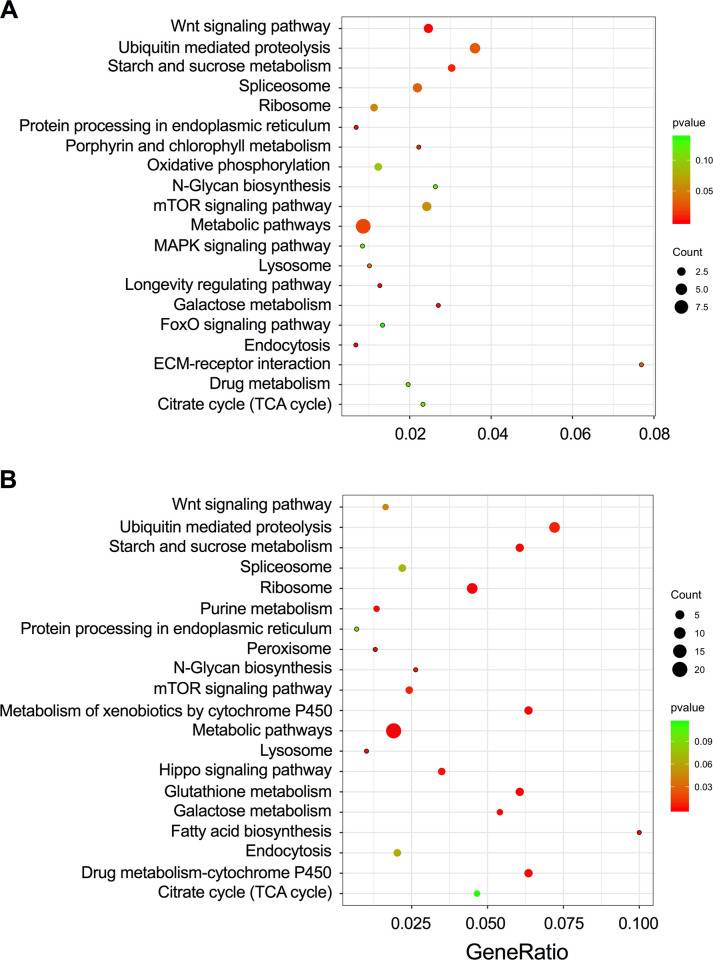 A
Wnt signaling pathway
Ubiquitin mediated proteolysis
Starch and sucrose metabolism
Spliceosome
Ribosome
Protein processing in endoplasmic reticulum
Porphyrin and chlorophyll metabolism
Oxidative phosphorylation
N-Glycan biosynthesis
mTOR signaling pathway
Metabolic pathways
MAPK signaling pathway
Lysosome
Longevity regulating pathway
Galactose metabolism
FoxO signaling pathway
Endocytosis
ECM-receptor interaction
Drug metabolism
Citrate cycle (TCA cycle)
0.02 0.04 0.06 0.08
pvalue
0.10
0.05
Count
2.5
5.0
7.5
B
Wnt signaling pathway
Ubiquitin mediated proteolysis
Starch and sucrose metabolism
Spliceosome
Ribosome
Purine metabolism
Protein processing in endoplasmic reticulum
Peroxisome
N-Glycan biosynthesis
mTOR signaling pathway
Metabolism of xenobiotics by cytochrome P450
Metabolic pathways
Lysosome
Hippo signaling pathway
Glutathione metabolism
Galactose metabolism
Fatty acid biosynthesis
Endocytosis
Drug metabolism-cytochrome P450
Citrate cycle (TCA cycle)
0.025 0.050 0.075 0.100
GeneRatio
Count
5
10
15
20
pvalue
0.09
0.06
0.03